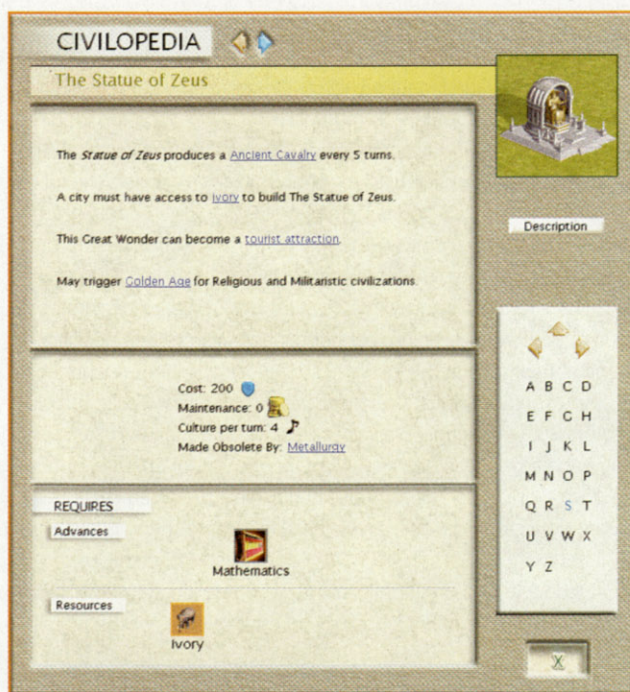 CIVILOPEDIA
The Statue of Zeus
The Statue of Zeus produces a Ancient Cavalry every 5 turns.
A city must have access to Ivory to build The Statue of Zeus.
This Great Wonder can become a tourist attraction.
May trigger Golden Age for Religious and Militaristic civilizations.
Description
Cost: 200
Maintenance: 0
Culture per turn: 4
Made Obsolete By: Metallurgy
REQUIRES
Advances
Mathematics
Resources
Ivory
A B C D
E F G H
I J K L
M N O P
Q R S T
U V W X
Y Z
X